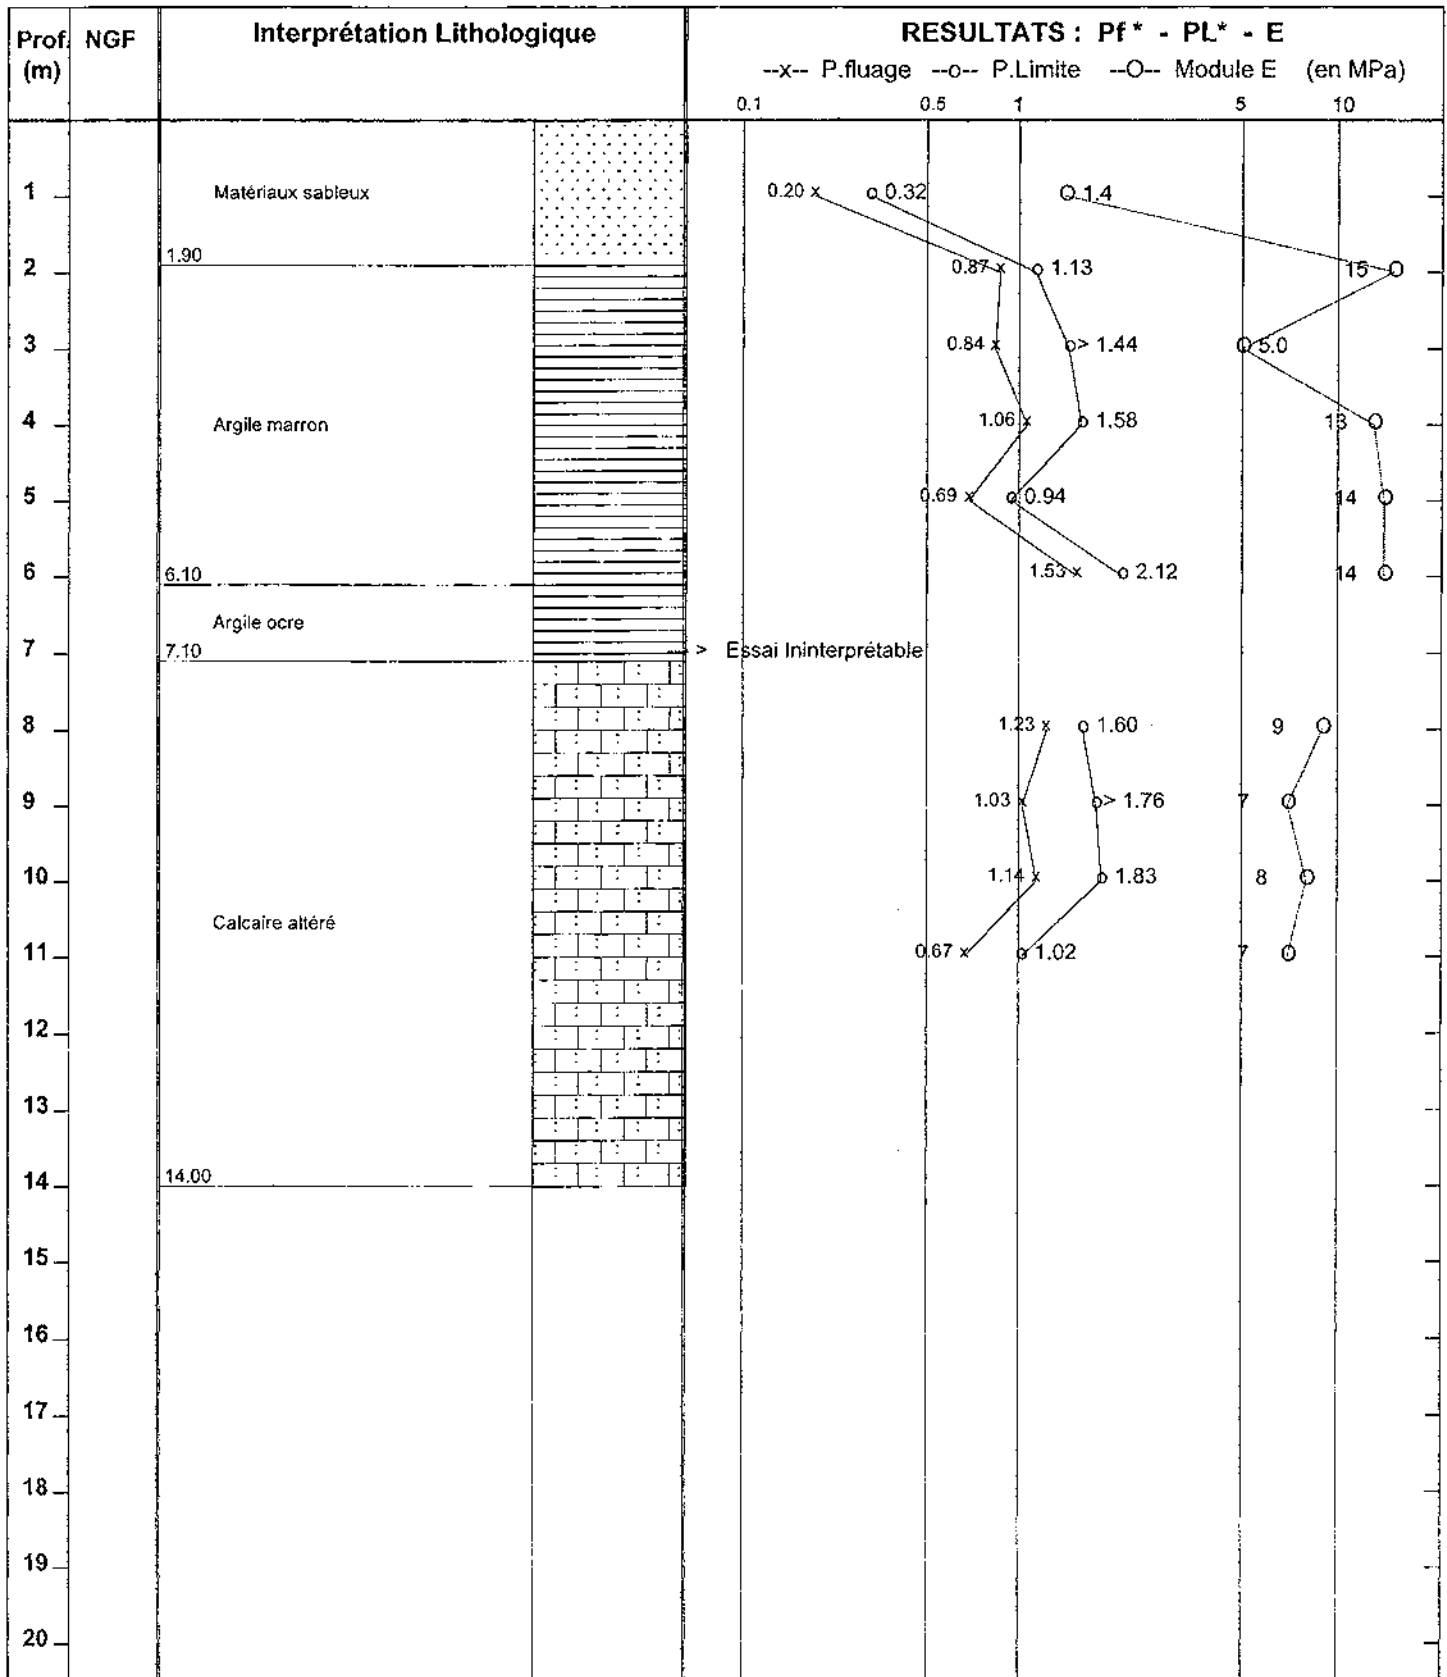 Prof. NGF Interprétation Lithologique RESULTATS : Pf* - PL* - E
(m) --x-- P.fluage --o-- P.Limite --O-- Module E (en MPa)
0.1 0.5 1 5 10
1 Matériaux sableux 0.20 x o 0.32 O 1.4
1.90
2 0.87 x o 1.13 15 O
3 0.84 x o > 1.44 O 5.0
4 Argile marron 1.06 x o 1.58 13 O
5 0.69 x o 0.94 14 O
6 1.53 x o 2.12 14 O
6.10
Argile ocre
7 > Essai Ininterprétable
7.10
8 1.23 x o 1.60 9 O
9 1.03 x o > 1.76 7 O
10 1.14 x o 1.83 8 O
Calcaire altéré
11 0.67 x o 1.02 7 O
12
13
14
14.00
15
16
17
18
19
20